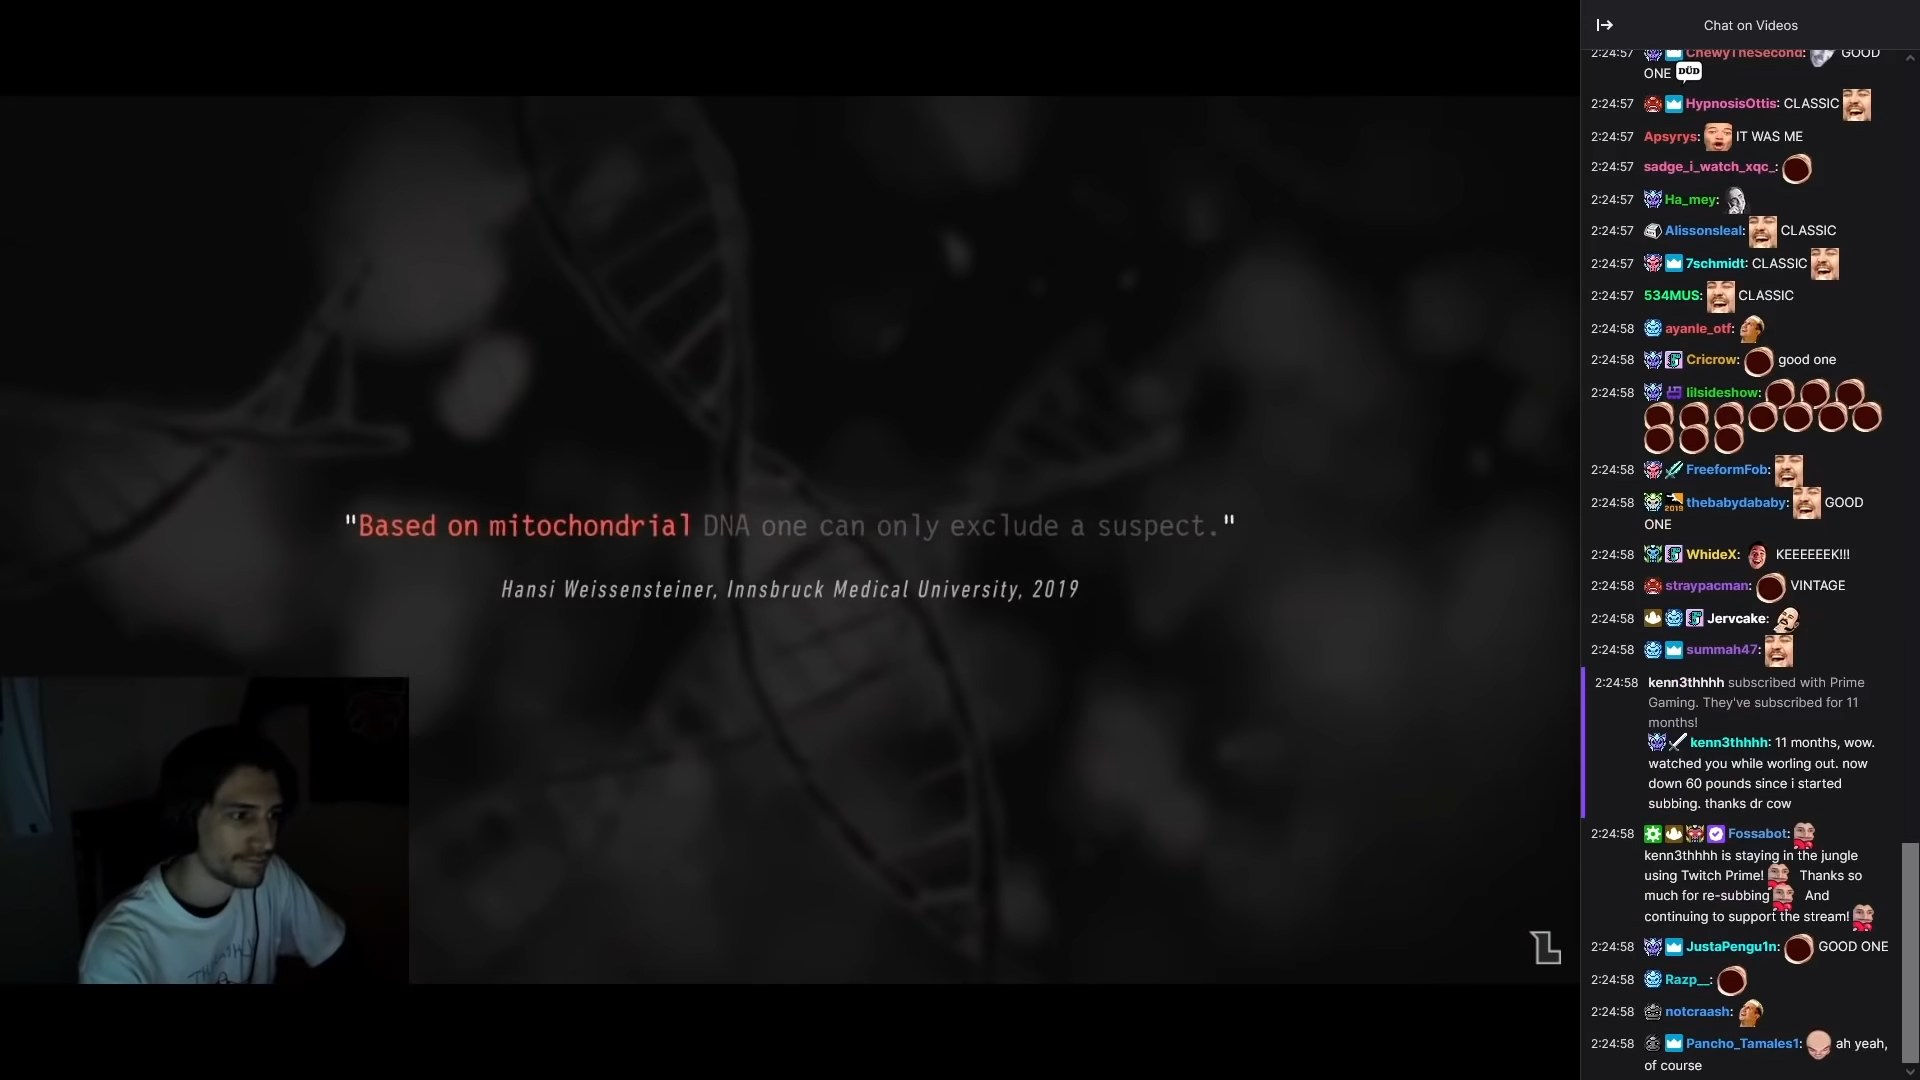 Chat on Videos
2:24:57 ChewyTheSecond: GOOD
ONE DÜD
2:24:57 HypnosisOttis: CLASSIC
2:24:57 Apsyrys: IT WAS ME
2:24:57 sadge_i_watch_xqc_:
2:24:57 Ha_mey:
2:24:57 Alissonsleal: CLASSIC
2:24:57 7schmidt: CLASSIC
2:24:57 534MUS: CLASSIC
2:24:58 ayanle_otf:
2:24:58 Cricrow: good one
2:24:58 lilsideshow:
2:24:58 FreeformFob:
2:24:58 2019 thebabydababy: GOOD
ONE
2:24:58 WhideX: KEEEEEEK!!!
2:24:58 straypacman: VINTAGE
2:24:58 Jervcake:
2:24:58 summah47:
2:24:58 kenn3thhhh subscribed with Prime
Gaming. They've subscribed for 11
months!
kenn3thhhh: 11 months, wow.
watched you while worling out. now
down 60 pounds since i started
subbing. thanks dr cow
2:24:58 Fossabot:
kenn3thhhh is staying in the jungle
using Twitch Prime! Thanks so
much for re-subbing And
continuing to support the stream!
2:24:58 JustaPengu1n: GOOD ONE
2:24:58 Razp__:
2:24:58 notcraash:
2:24:58 Pancho_Tamales1: ah yeah,
of course
"Based on mitochondrial DNA one can only exclude a suspect."
Hansi Weissensteiner, Innsbruck Medical University, 2019